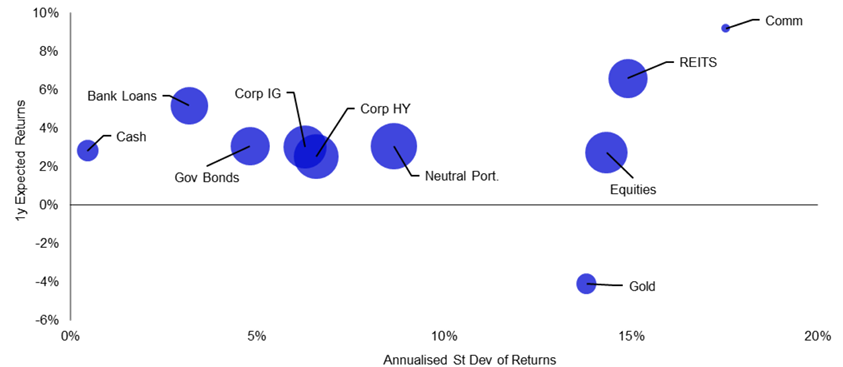 10%
8%
6%
4%
2%
0%
-2%
-4%
-6%
1y Expected Returns
Comm
REITS
Bank Loans
Corp IG
Corp HY
Cash
Gov Bonds
Neutral Port.
Equities
Gold
0%
5%
10%
15%
20%
Annualised St Dev of Returns